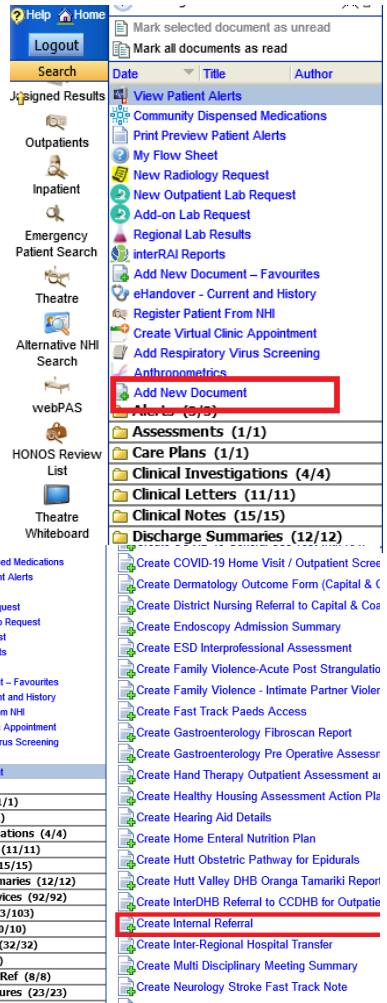 Help Home
Logout
Search
Assigned Results
Outpatients
Inpatient
Emergency
Patient Search
Theatre
Alternative NHI
Search
webPAS
HONOS Review
List
Theatre
Whiteboard
Mark selected document as unread
Mark all documents as read
Date Title Author
View Patient Alerts
Community Dispensed Medications
Print Preview Patient Alerts
My Flow Sheet
New Radiology Request
New Outpatient Lab Request
Add-on Lab Request
Regional Lab Results
interRAI Reports
Add New Document – Favourites
eHandover - Current and History
Register Patient From NHI
Create Virtual Clinic Appointment
Add Respiratory Virus Screening
Anthropometrics
Add New Document
Alerts (3/3)
Assessments (1/1)
Care Plans (1/1)
Clinical Investigations (4/4)
Clinical Letters (11/11)
Clinical Notes (15/15)
Discharge Summaries (12/12)
ed Medications
t Alerts
uest
Request
st
ts
t – Favourites
t and History
m NHI
Appointment
rus Screening
t
/1)
)
ations (4/4)
(11/11)
15/15)
maries (12/12)
vices (92/92)
3/103)
0/10)
(32/32)
)
Ref (8/8)
ures (23/23)
Create COVID-19 Home Visit / Outpatient Scree
Create Dermatology Outcome Form (Capital & C
Create District Nursing Referral to Capital & Coa
Create Endoscopy Admission Summary
Create ESD Interprofessional Assessment
Create Family Violence-Acute Post Strangulatio
Create Family Violence - Intimate Partner Violen
Create Fast Track Paeds Access
Create Gastroenterology Fibroscan Report
Create Gastroenterology Pre Operative Assessm
Create Hand Therapy Outpatient Assessment a
Create Healthy Housing Assessment Action Pla
Create Hearing Aid Details
Create Home Enteral Nutrition Plan
Create Hutt Obstetric Pathway for Epidurals
Create Hutt Valley DHB Oranga Tamariki Report
Create InterDHB Referral to CCDHB for Outpatie
Create Internal Referral
Create Inter-Regional Hospital Transfer
Create Multi Disciplinary Meeting Summary
Create Neurology Stroke Fast Track Note